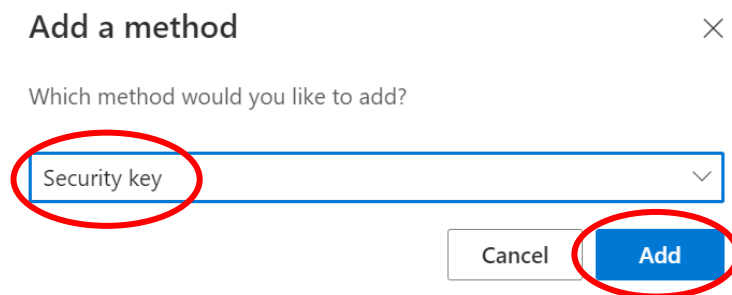 Add a method
Which method would you like to add?
Security key
Cancel
Add